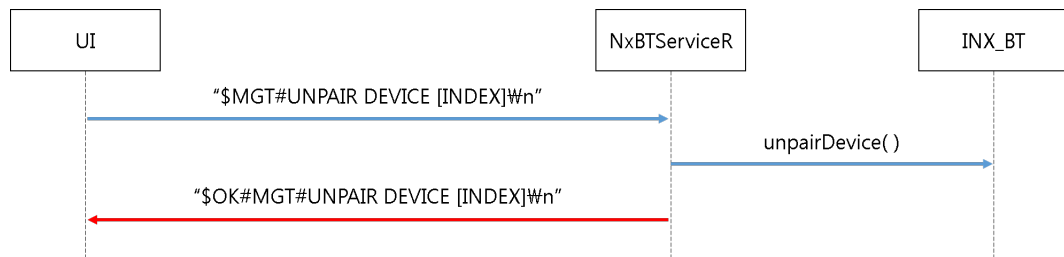 UI
NxBTServiceR
INX_BT
“$MGT#UNPAIR DEVICE [INDEX]₩n”
unpairDevice( )
“$OK#MGT#UNPAIR DEVICE [INDEX]₩n”